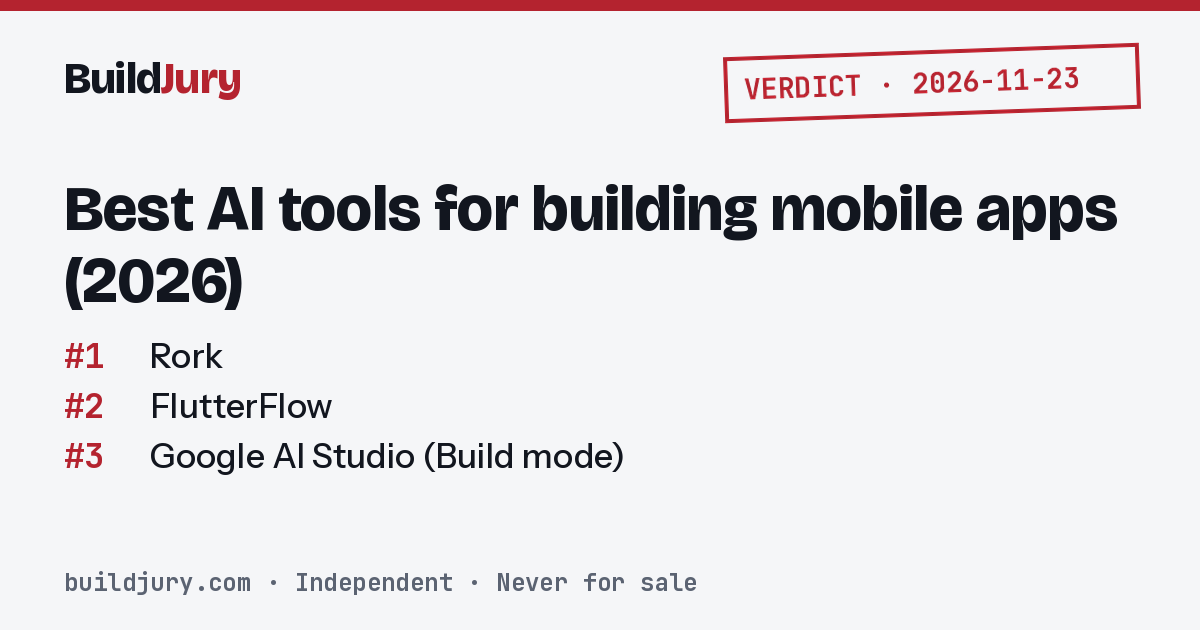 BuildJury
VERDICT · 2026-11-23
Best AI tools for building mobile apps
(2026)
#1 Rork
#2 FlutterFlow
#3 Google AI Studio (Build mode)
buildjury.com · Independent · Never for sale